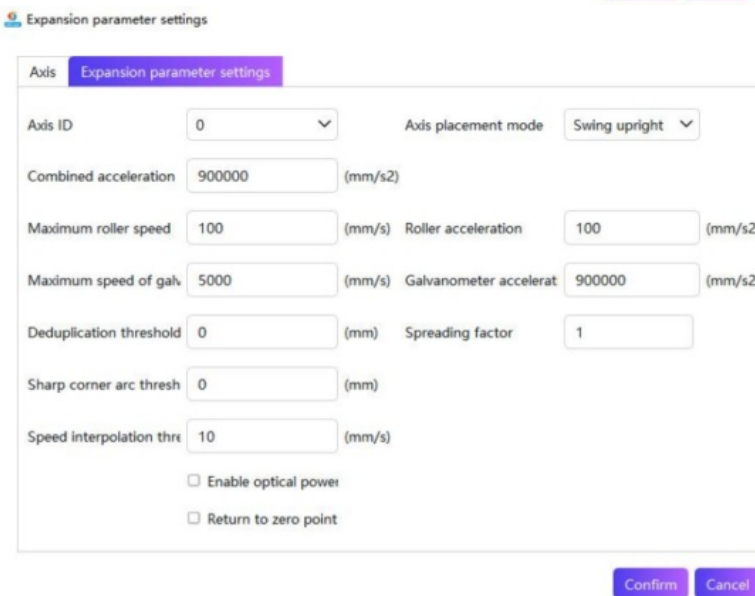 Expansion parameter settings
Axis Expansion parameter settings
Axis ID 0 Axis placement mode Swing upright
Combined acceleration 900000 (mm/s2)
Maximum roller speed 100 (mm/s) Roller acceleration 100 (mm/s2
Maximum speed of galv 5000 (mm/s) Galvanometer accelerat 900000 (mm/s2
Deduplication threshold 0 (mm) Spreading factor 1
Sharp corner arc thresh 0 (mm)
Speed interpolation thre 10 (mm/s)
Enable optical power
Return to zero point
Confirm Cancel